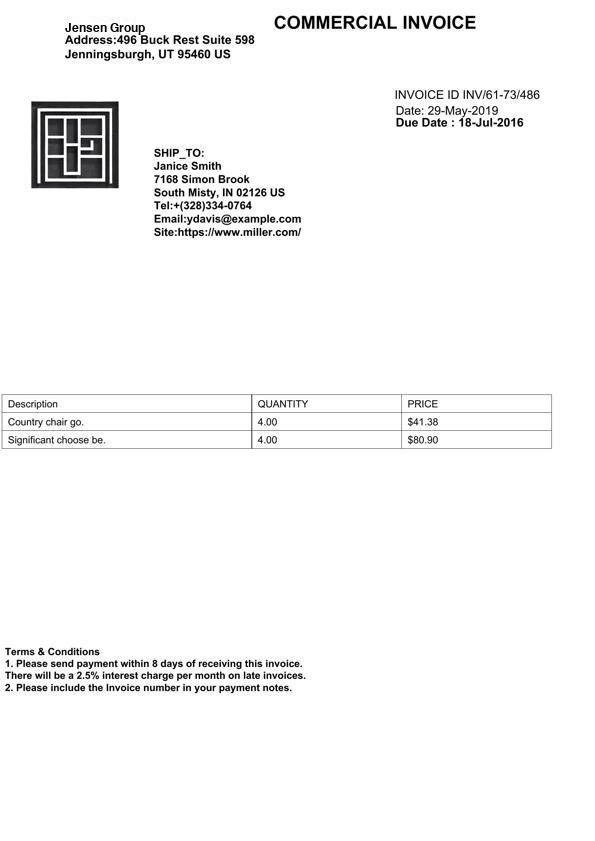 COMMERCIAL INVOICE
Jensen Group
Address:496 Buck Rest Suite 598
Jenningsburgh, UT 95460 US
INVOICE ID INV/61-73/486
Date: 29-May-2019
Due Date : 18-Jul-2016
SHIP_TO:
Janice Smith
7168 Simon Brook
South Misty, IN 02126 US
Tel:+(328)334-0764
Email:ydavis@example.com
Site:https://www.miller.com/
Description QUANTITY PRICE
Country chair go. 4.00 $41.38
Significant choose be. 4.00 $80.90
Terms & Conditions
1. Please send payment within 8 days of receiving this invoice.
There will be a 2.5% interest charge per month on late invoices.
2. Please include the Invoice number in your payment notes.